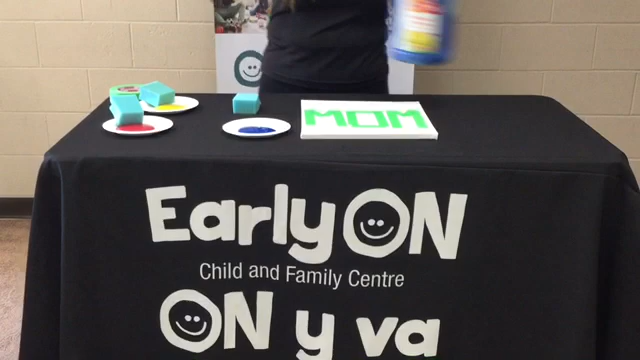 MOM
EarlyON
Child and Family Centre
ON y va